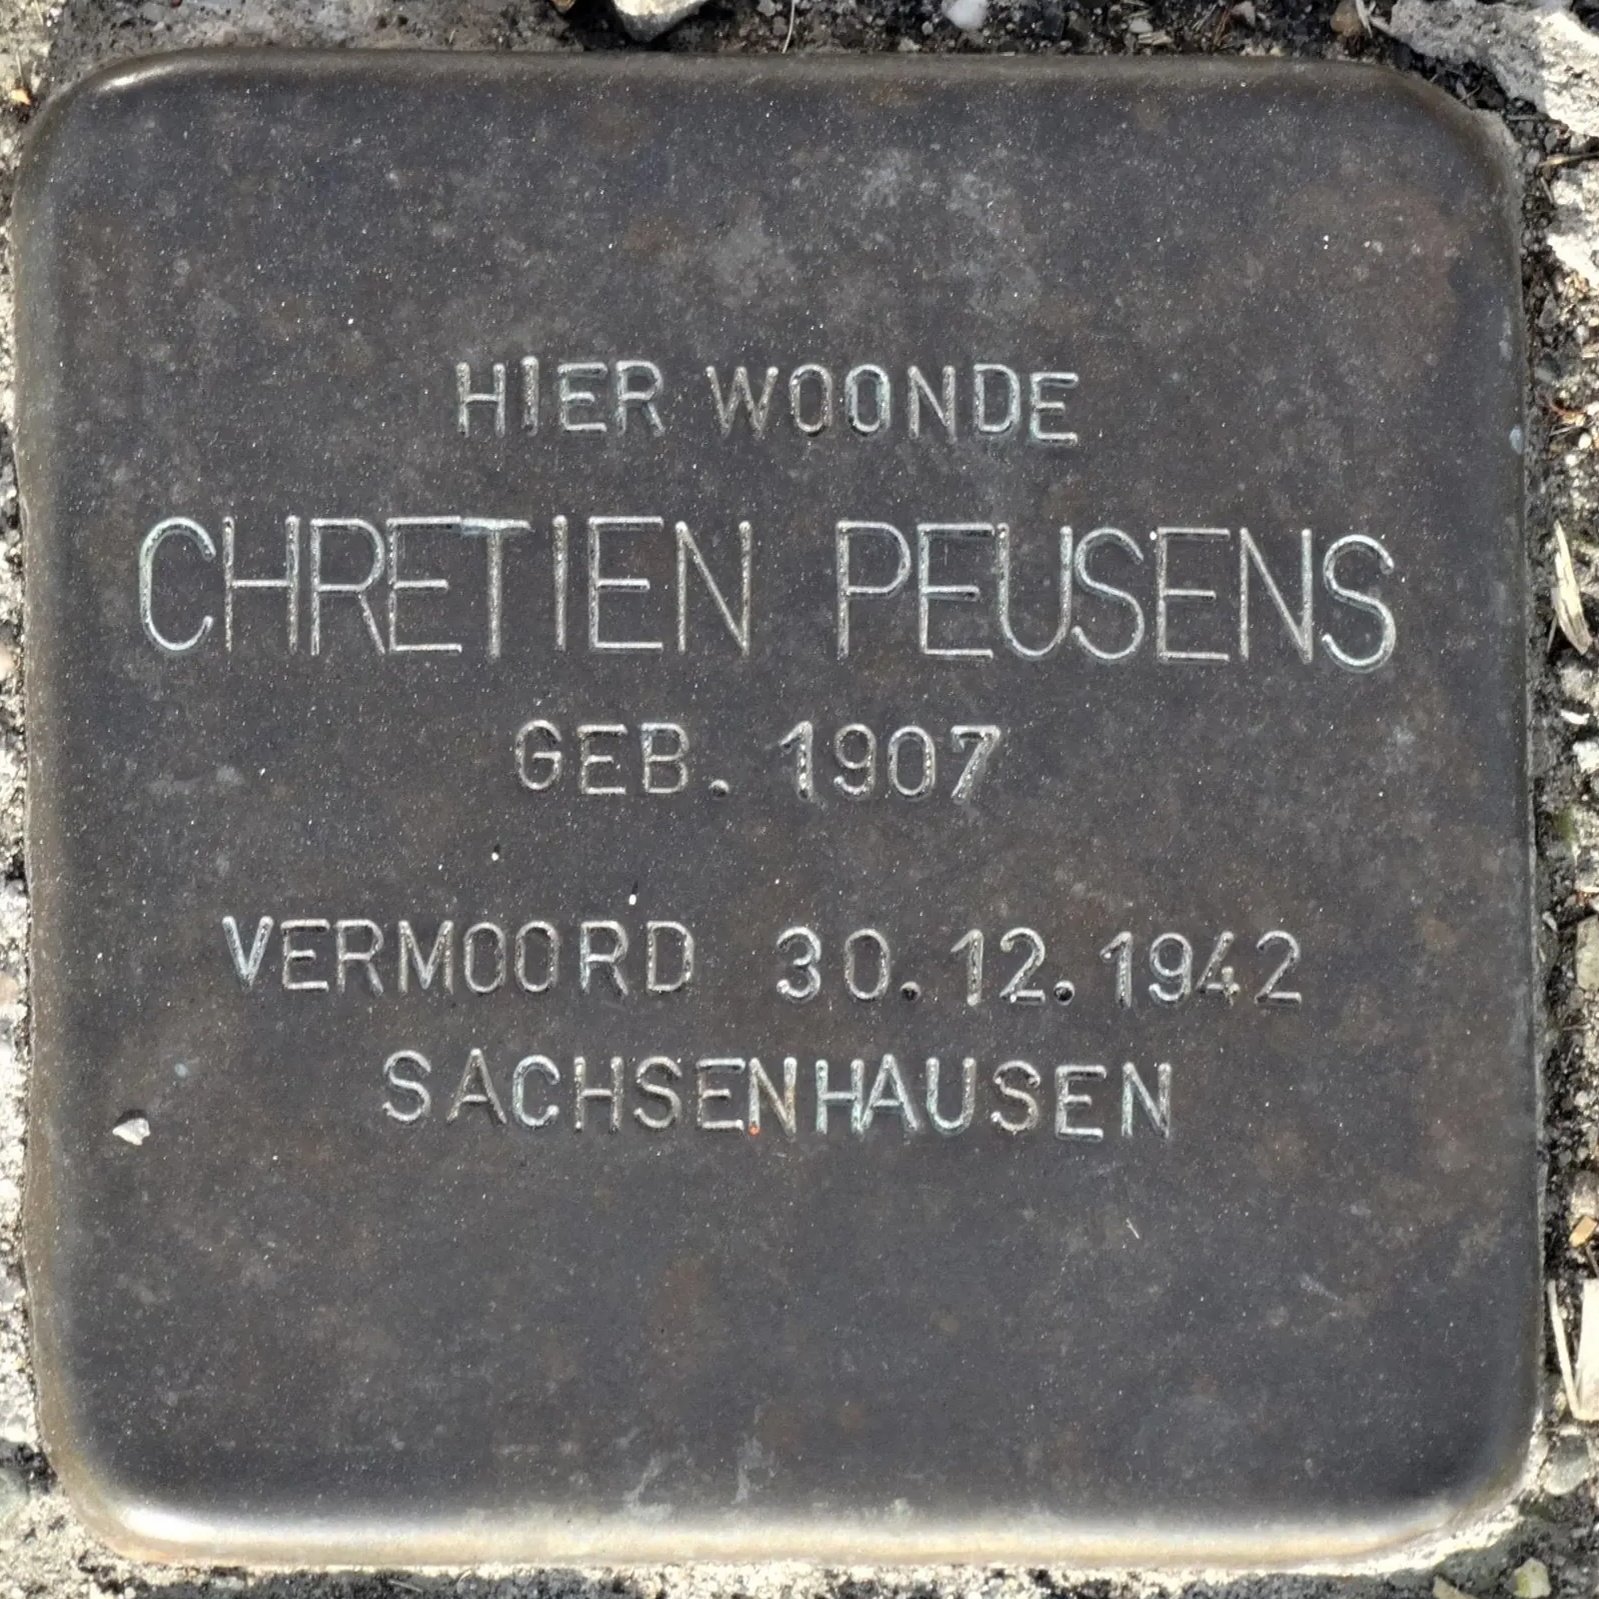 HIER WOONDE
CHRETIEN PEUSENS
GEB. 1907
VERMOORD 30.12.1942
SACHSENHAUSEN